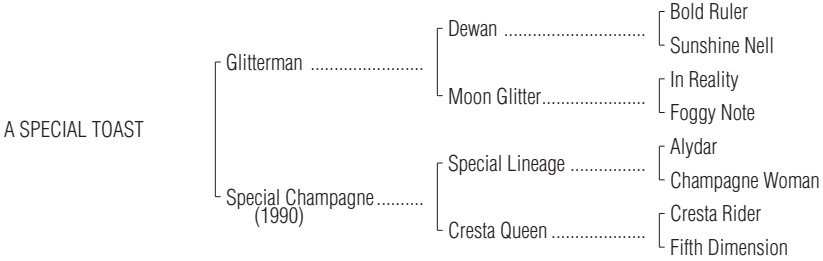 Bold Ruler
Dewan ..............................
Sunshine Nell
Glitterman ........................
In Reality
Moon Glitter......................
Foggy Note
A SPECIAL TOAST
Alydar
Special Lineage ................
Champagne Woman
Special Champagne..........
(1990)
Cresta Rider
Cresta Queen ....................
Fifth Dimension